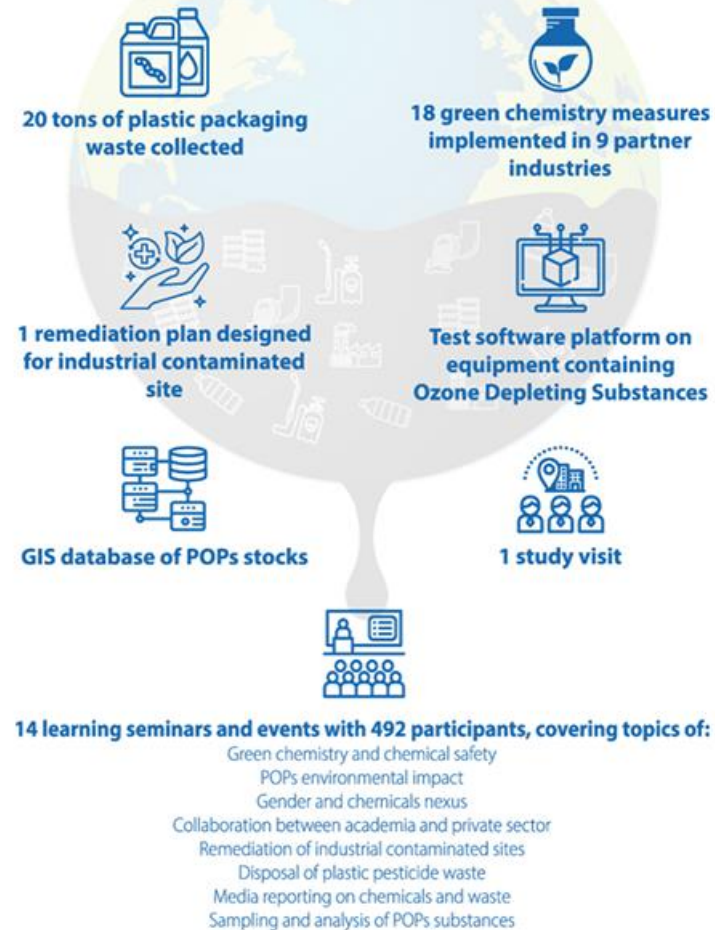 20 tons of plastic packaging
waste collected
18 green chemistry measures
implemented in 9 partner
industries
1 remediation plan designed
for industrial contaminated
site
Test software platform on
equipment containing
Ozone Depleting Substances
GIS database of POPs stocks
1 study visit
14 learning seminars and events with 492 participants, covering topics of:
Green chemistry and chemical safety
POPs environmental impact
Gender and chemicals nexus
Collaboration between academia and private sector
Remediation of industrial contaminated sites
Disposal of plastic pesticide waste
Media reporting on chemicals and waste
Sampling and analysis of POPs substances